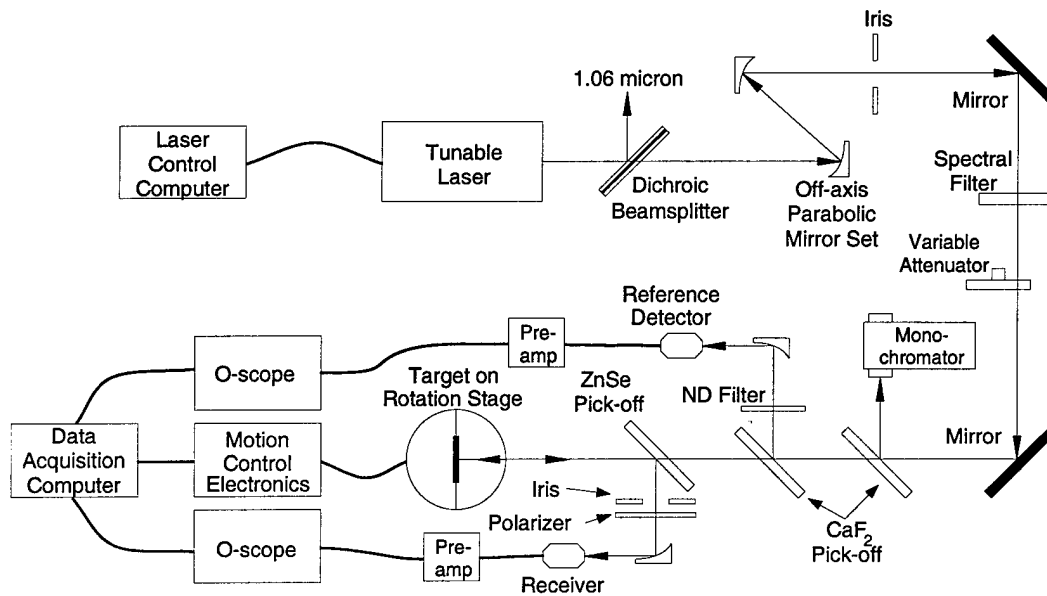 Iris
1.06 micron
Mirror
Laser
Control
Computer
Tunable
Laser
Dichroic
Beamsplitter
Off-axis
Parabolic
Mirror Set
Spectral
Filter
Variable
Attenuator
Reference
Detector
Pre-
amp
Mono-
chromator
O-scope
Target on
Rotation Stage
ZnSe
Pick-off
ND Filter
Mirror
Data
Acquisition
Computer
Motion
Control
Electronics
Iris
Polarizer
CaF2
Pick-off
O-scope
Pre-
amp
Receiver